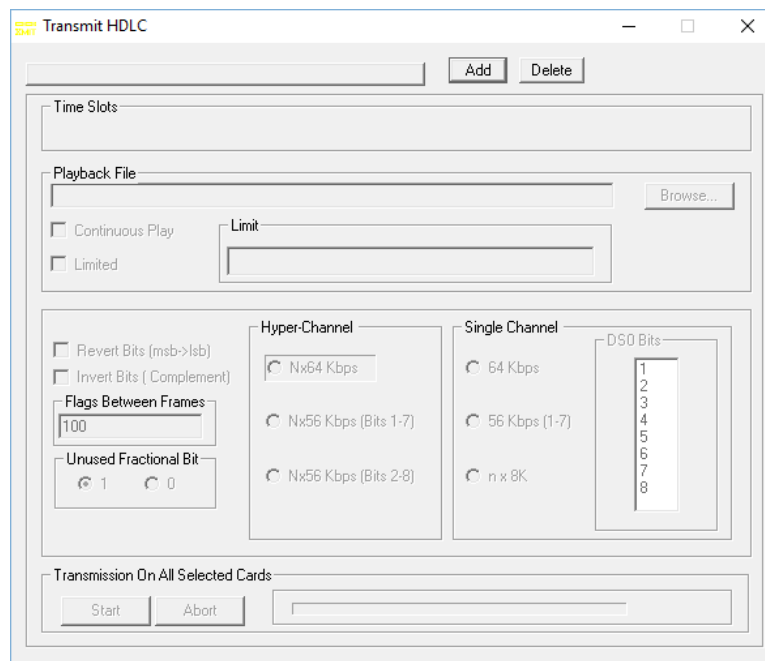 Transmit HDLC
Add Delete
Time Slots
Playback File
Browse...
Continuous Play
Limit
Limited
Hyper-Channel
Single Channel
DS0 Bits
Revert Bits (msb->lsb)
Invert Bits ( Complement)
Flags Between Frames
100
Unused Fractional Bit
1 0
Nx64 Kbps
Nx56 Kbps (Bits 1-7)
Nx56 Kbps (Bits 2-8)
64 Kbps
56 Kbps (1-7)
n x 8K
1
2
3
4
5
6
7
8
Transmission On All Selected Cards
Start Abort